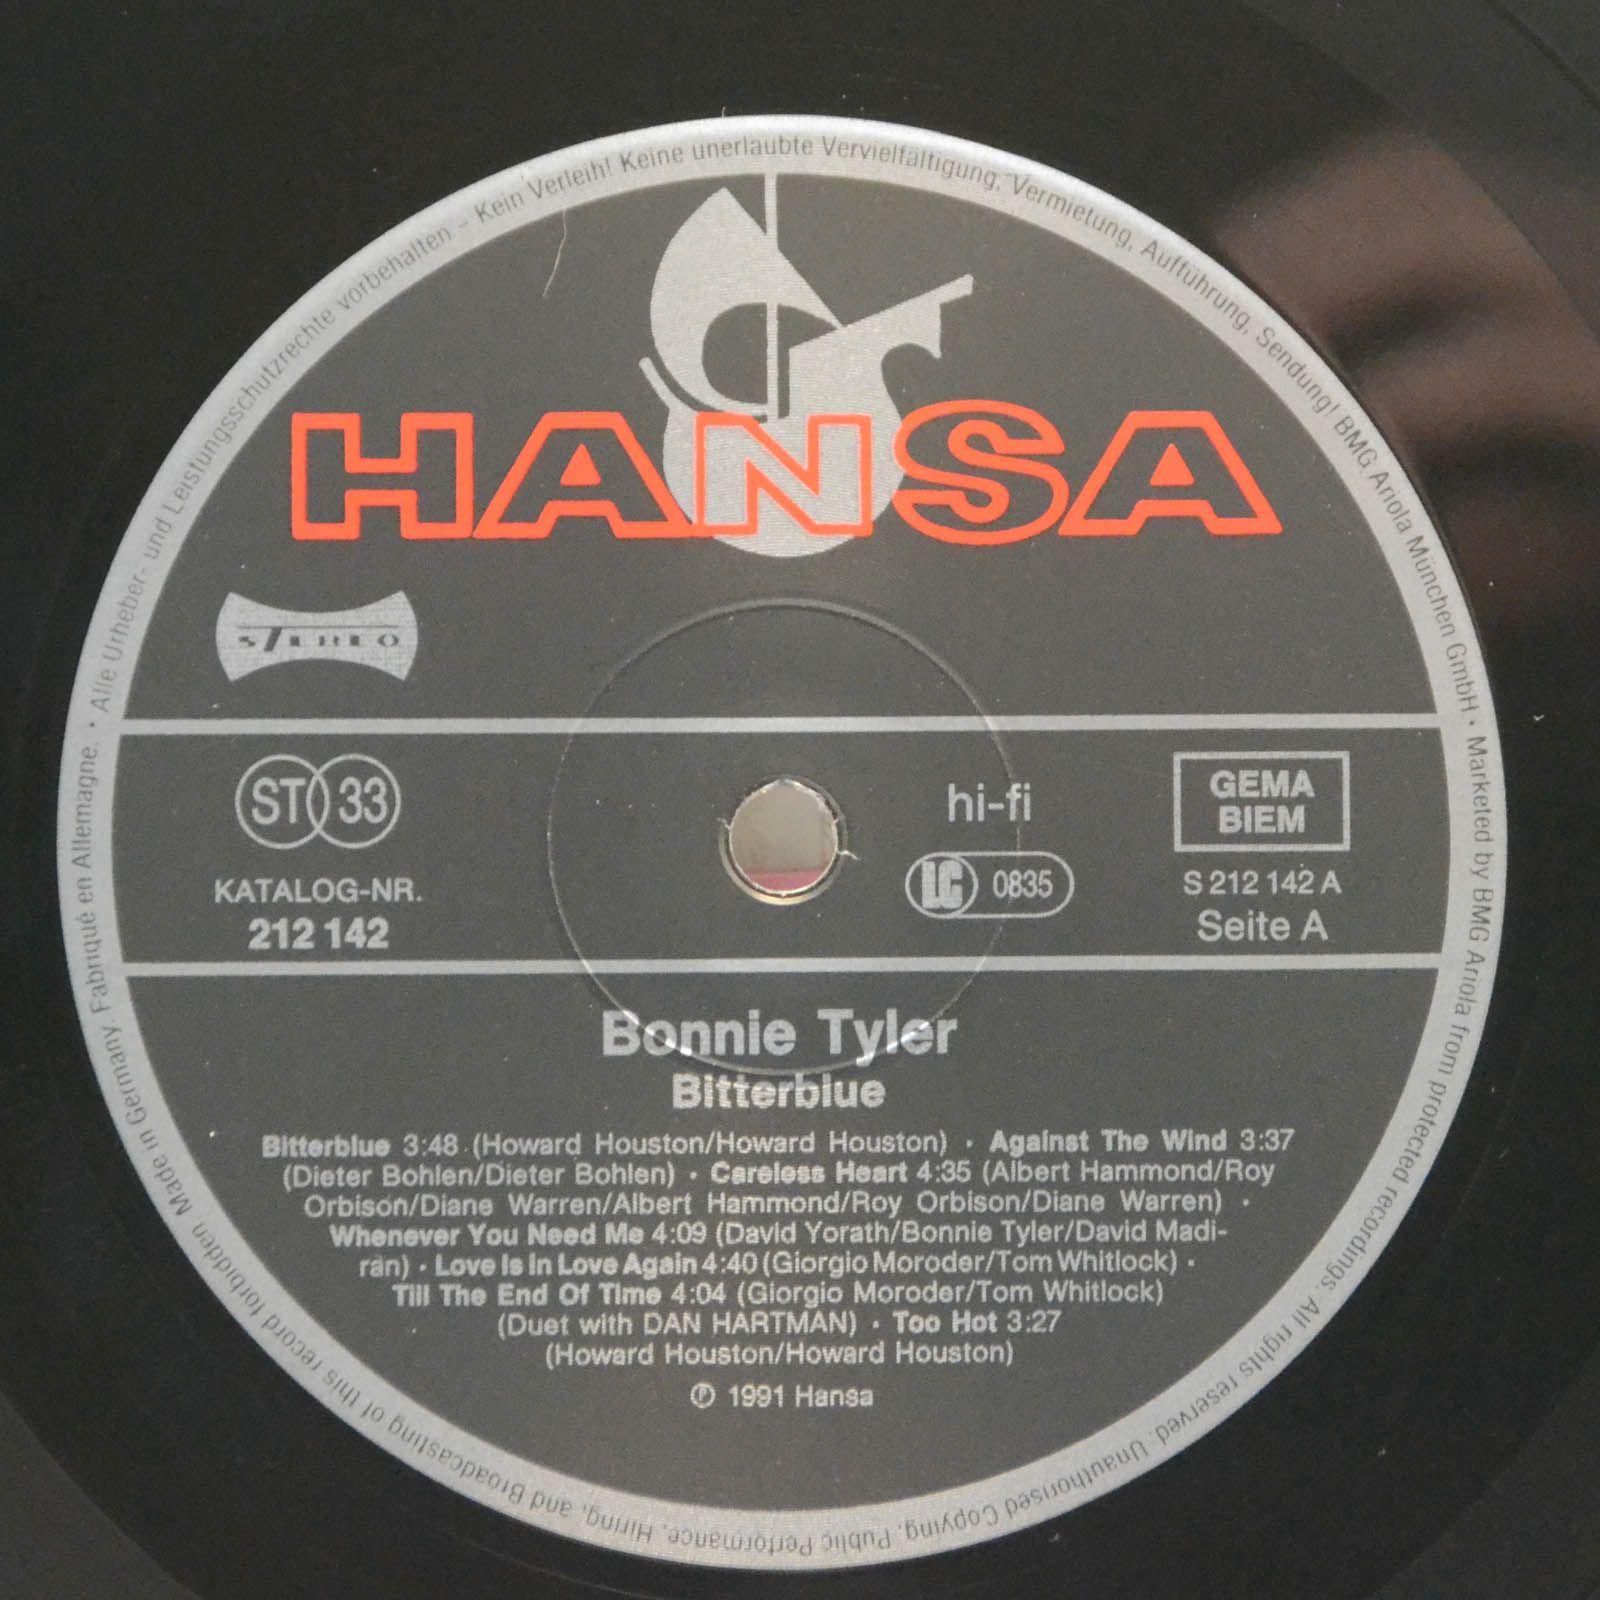 Alle Urheber- und Leistungsschutzrechte vorbehalten – Kein Verleih! Keine unerlaubte Vervielfältigung, Vermietung, Aufführung, Sendung! BMG Ariola München GmbH • Marketed by BMG Ariola from protected recordings. All rights reserved. Unauthorised Copying, Public Performance, Hiring, and Broadcasting of this record forbidden. Made in Germany. Fabriqué en Allemagne. •
HANSA
STEREO
ST 33
hi-fi
GEMA
BIEM
LC 0835
KATALOG-NR.
212 142
S 212 142 A
Seite A
Bonnie Tyler
Bitterblue
Bitterblue 3:48 (Howard Houston/Howard Houston) • Against The Wind 3:37
(Dieter Bohlen/Dieter Bohlen) • Careless Heart 4:35 (Albert Hammond/Roy
Orbison/Diane Warren/Albert Hammond/Roy Orbison/Diane Warren) •
Whenever You Need Me 4:09 (David Yorath/Bonnie Tyler/David Madi-
ran) • Love Is In Love Again 4:40 (Giorgio Moroder/Tom Whitlock) •
Till The End Of Time 4:04 (Giorgio Moroder/Tom Whitlock)
(Duet with DAN HARTMAN) • Too Hot 3:27
(Howard Houston/Howard Houston)
℗ 1991 Hansa